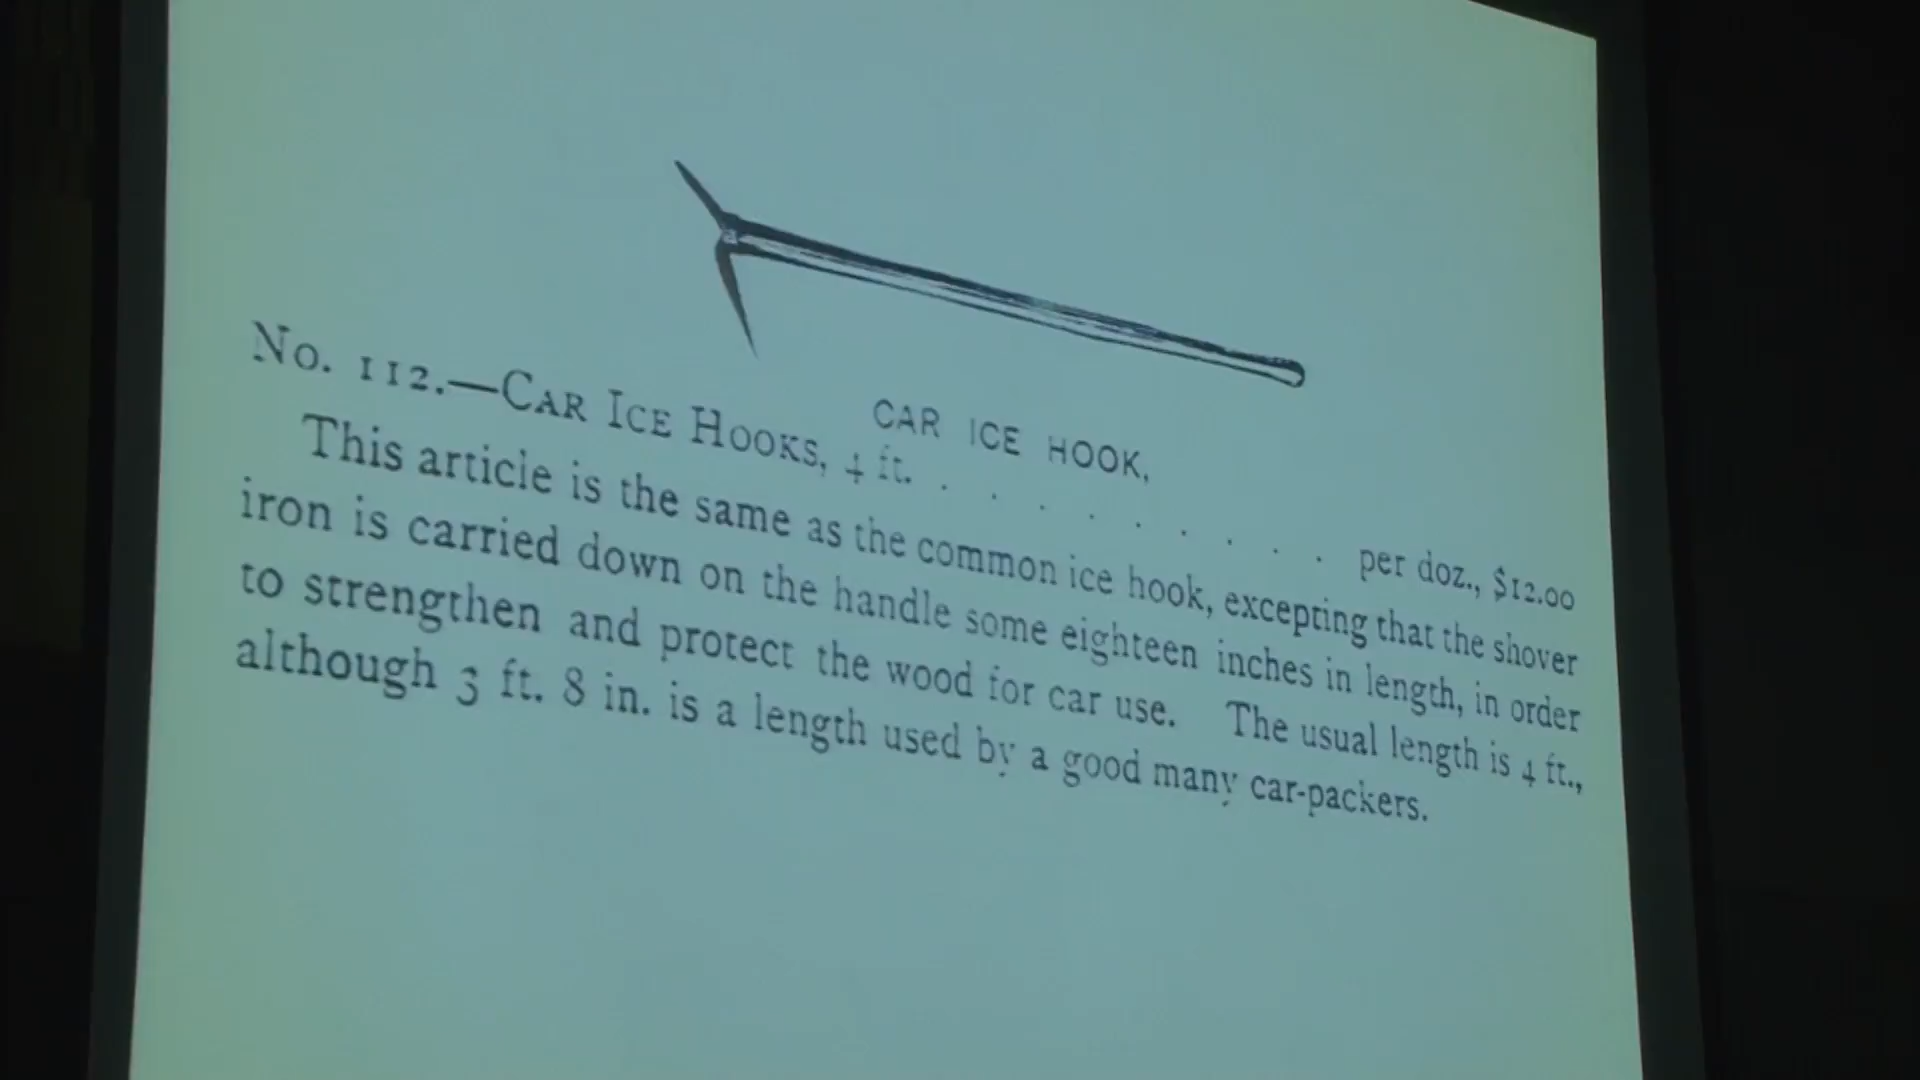 CAR ICE HOOK,
No. 112.—CAR ICE HOOKS, 4 ft. . . . . . . . . . per doz., $12.00
This article is the same as the common ice hook, excepting that the shover
iron is carried down on the handle some eighteen inches in length, in order
to strengthen and protect the wood for car use. The usual length is 4 ft.,
although 3 ft. 8 in. is a length used by a good many car-packers.